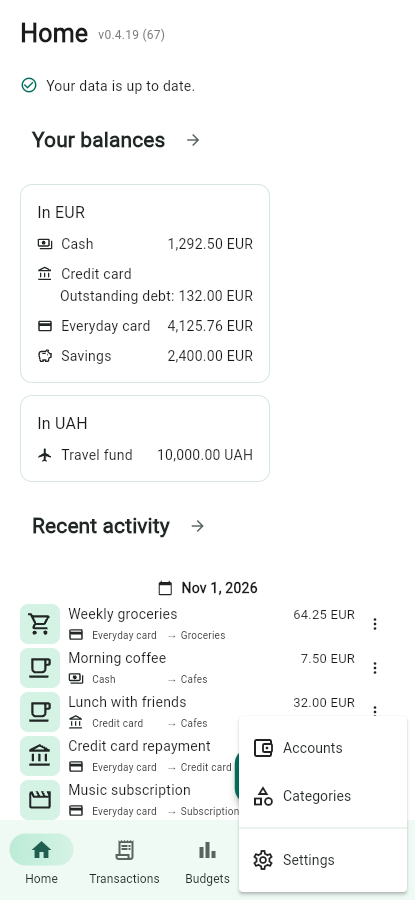 Home v0.4.19 (67)
Your data is up to date.
Your balances →
In EUR
Cash 1,292.50 EUR
Credit card
Outstanding debt: 132.00 EUR
Everyday card 4,125.76 EUR
Savings 2,400.00 EUR
In UAH
Travel fund 10,000.00 UAH
Recent activity →
Nov 1, 2026
Weekly groceries 64.25 EUR
Everyday card → Groceries
Morning coffee 7.50 EUR
Cash → Cafes
Lunch with friends 32.00 EUR
Credit card → Cafes
Credit card repayment
Everyday card → Credit card
Music subscription
Everyday card → Subscription
Accounts
Categories
Settings
Home Transactions Budgets